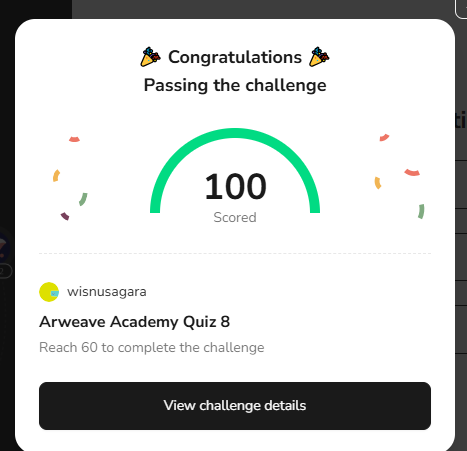 🎉 Congratulations 🎉
Passing the challenge
100
Scored
wisnusagara
Arweave Academy Quiz 8
Reach 60 to complete the challenge
View challenge details